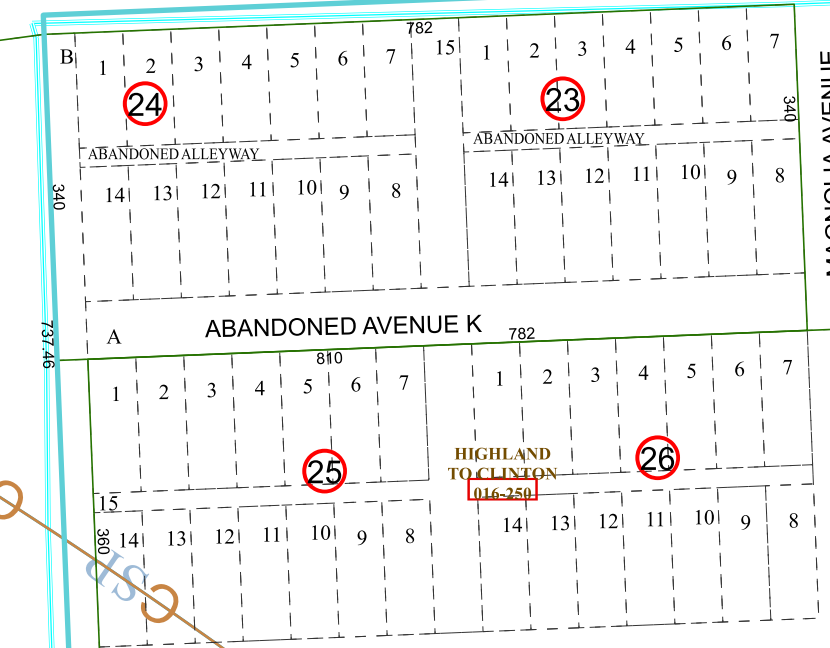 782
B 1 2 3 4 5 6 7 15 1 2 3 4 5 6 7
24 23
340
ABANDONED ALLEYWAY ABANDONED ALLEYWAY
14 13 12 11 10 9 8 14 13 12 11 10 9 8
340
MAGNOLIA AVENUE
A ABANDONED AVENUE K
737.46
810 782
1 2 3 4 5 6 7 1 2 3 4 5 6 7
HIGHLAND
TO CLINTON
25 26
016-250
15
14 13 12 11 10 9 8 14 13 12 11 10 9 8
360
CSP